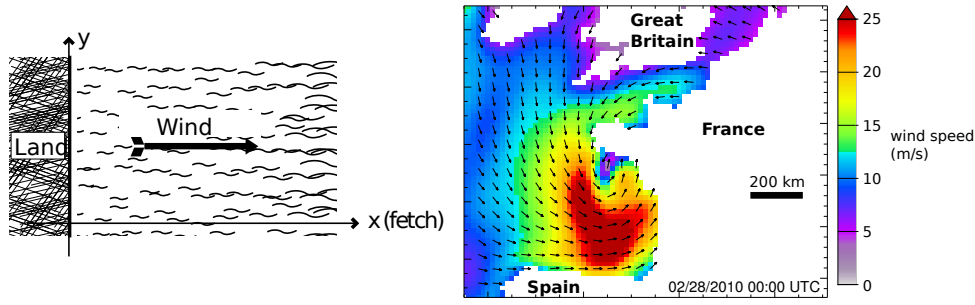 y
Wind
Land
x (fetch)
Great
Britain
France
200 km
Spain
02/28/2010 00:00 UTC
25
20
15
10
5
0
wind speed
(m/s)